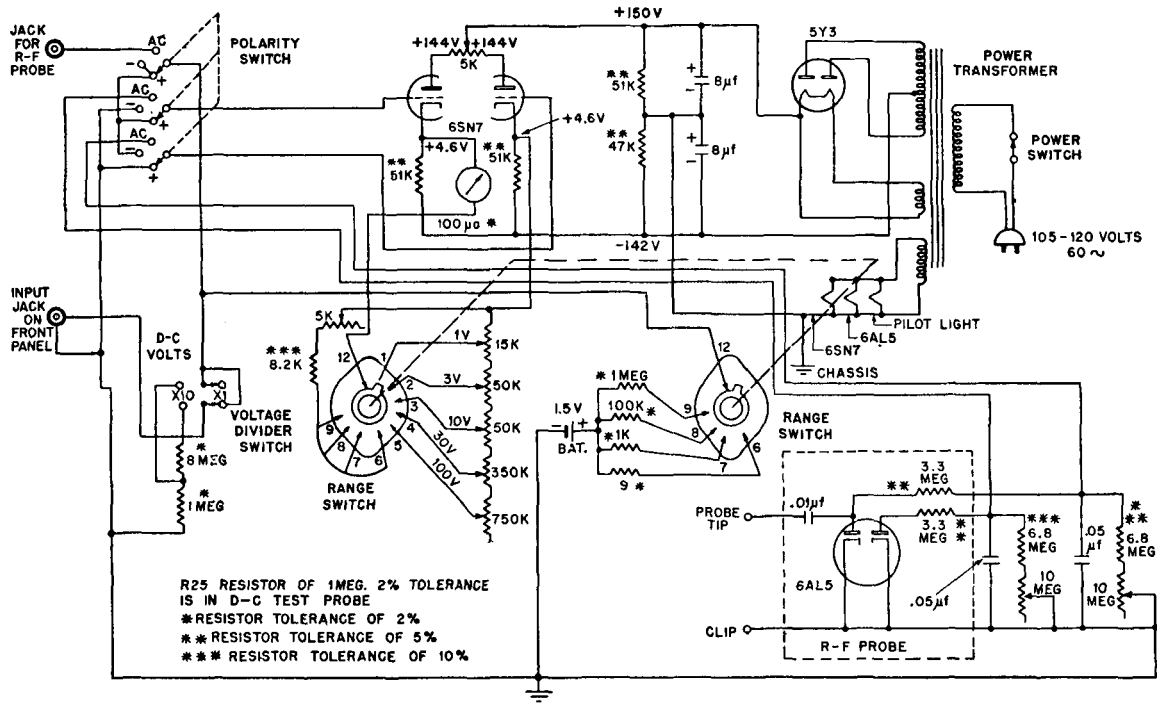 +150V
JACK
FOR
R-F
PROBE
AC
-
+
AC
-
+
AC
-
+
POLARITY
SWITCH
+144V +144V
5K
6SN7
+4.6V
+4.6V
**
51K
**
51K
100µa *
**
51K
**
47K
+
-
8µf
+
-
8µf
-142V
5Y3
POWER
TRANSFORMER
POWER
SWITCH
105-120 VOLTS
60 ~
INPUT
JACK
ON
FRONT
PANEL
D-C
VOLTS
X10
X1
VOLTAGE
DIVIDER
SWITCH
*
8 MEG
*
1 MEG
5K
***
8.2K
12
1
2
3
4
5
6
7
8
9
RANGE
SWITCH
1V
3V
10V
30V
100V
15K
50K
50K
350K
750K
PILOT LIGHT
6AL5
6SN7
CHASSIS
1.5V
- +
BAT.
* 1 MEG
100K *
* 1K
9 *
12
9
8
7
6
RANGE
SWITCH
PROBE
TIP
.01µf
**
3.3
MEG
3.3
MEG
**
6AL5
CLIP
R-F PROBE
.05µf
***
6.8
MEG
10
MEG
.05
µf
***
6.8
MEG
10
MEG
R25 RESISTOR OF 1MEG. 2% TOLERANCE
IS IN D-C TEST PROBE
* RESISTOR TOLERANCE OF 2%
** RESISTOR TOLERANCE OF 5%
*** RESISTOR TOLERANCE OF 10%